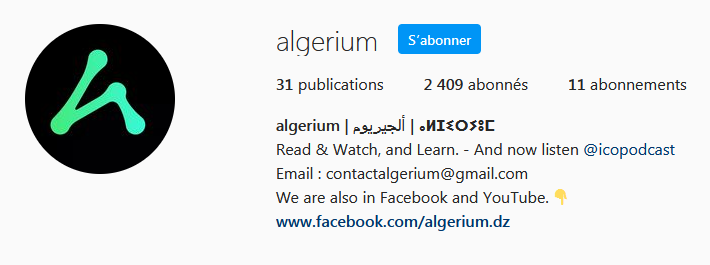 algerium S'abonner
31 publications 2 409 abonnés 11 abonnements
algerium | ألجيريوم | ⴰⵍⵊⵉⵔⵢⵓⵎ
Read & Watch, and Learn. - And now listen @icopodcast
Email : contactalgerium@gmail.com
We are also in Facebook and YouTube. 👇
www.facebook.com/algerium.dz